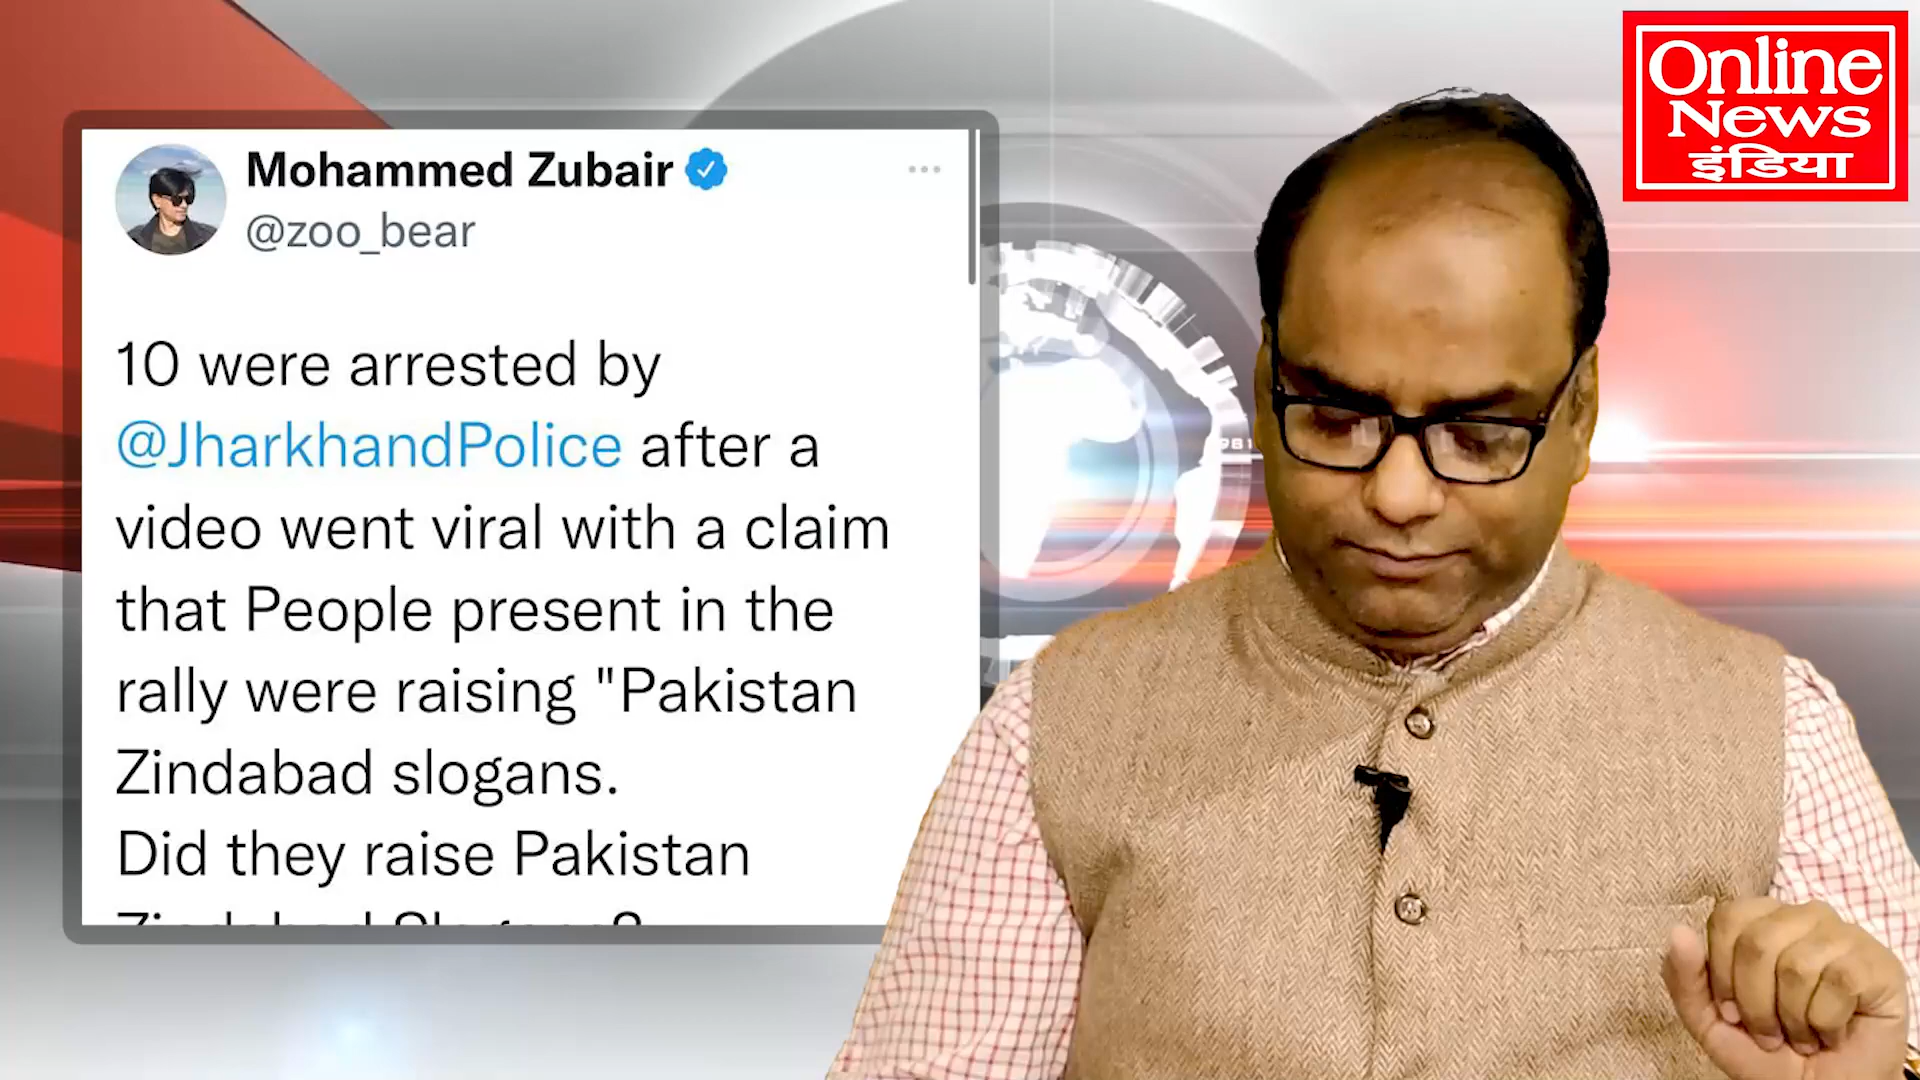 Mohammed Zubair
@zoo_bear
10 were arrested by
@JharkhandPolice after a
video went viral with a claim
that People present in the
rally were raising "Pakistan
Zindabad slogans.
Did they raise Pakistan
Online
News
इंडिया